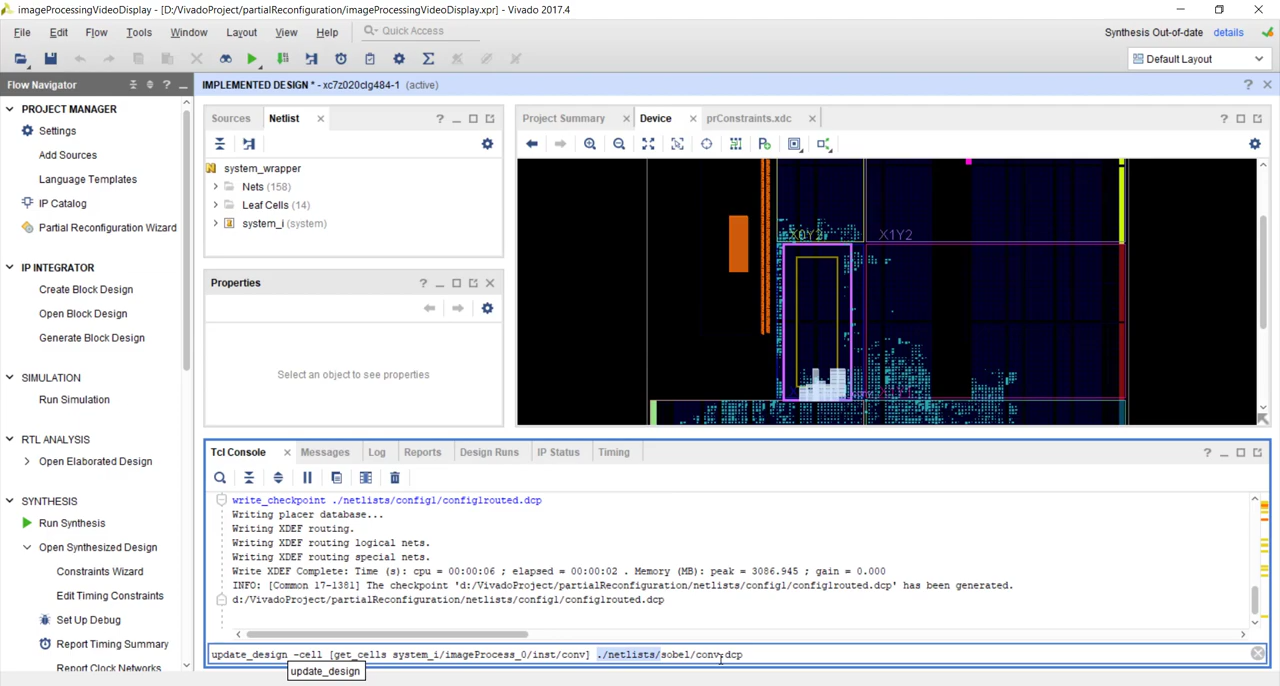 imageProcessingVideoDisplay - [D:/VivadoProject/partialReconfiguration/imageProcessingVideoDisplay.xpr] - Vivado 2017.4
File Edit Flow Tools Window Layout View Help Quick Access
Synthesis Out-of-date details
Default Layout
Flow Navigator
IMPLEMENTED DESIGN * - xc7z020clg484-1 (active)
PROJECT MANAGER
Settings
Add Sources
Language Templates
IP Catalog
Partial Reconfiguration Wizard
IP INTEGRATOR
Create Block Design
Open Block Design
Generate Block Design
SIMULATION
Run Simulation
RTL ANALYSIS
Open Elaborated Design
SYNTHESIS
Run Synthesis
Open Synthesized Design
Constraints Wizard
Edit Timing Constraints
Set Up Debug
Report Timing Summary
Report Clock Networks
Sources Netlist
system_wrapper
Nets (158)
Leaf Cells (14)
system_i (system)
Properties
Select an object to see properties
Project Summary Device prConstraints.xdc
X0Y2 X1Y2
Tcl Console Messages Log Reports Design Runs IP Status Timing
write_checkpoint ./netlists/config1/config1routed.dcp
Writing placer database...
Writing XDEF routing.
Writing XDEF routing logical nets.
Writing XDEF routing special nets.
Write XDEF Complete: Time (s): cpu = 00:00:06 ; elapsed = 00:00:02 . Memory (MB): peak = 3086.945 ; gain = 0.000
INFO: [Common 17-1381] The checkpoint 'd:/VivadoProject/partialReconfiguration/netlists/config1/config1routed.dcp' has been generated.
d:/VivadoProject/partialReconfiguration/netlists/config1/config1routed.dcp
update_design -cell [get_cells system_i/imageProcess_0/inst/conv] ./netlists/sobel/conv.dcp
update_design